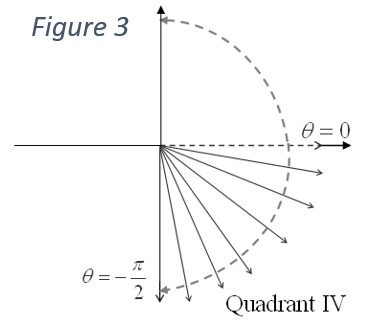 Figure 3
θ = 0
θ = -π/2
Quadrant IV